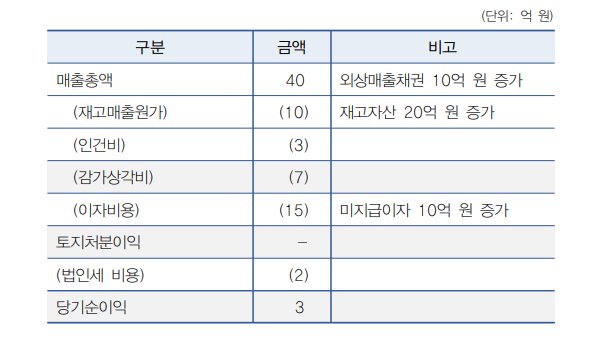 (단위: 억 원)
구분 금액 비고
매출총액 40 외상매출채권 10억 원 증가
(재고매출원가) (10) 재고자산 20억 원 증가
(인건비) (3)
(감가상각비) (7)
(이자비용) (15) 미지급이자 10억 원 증가
토지처분이익 –
(법인세 비용) (2)
당기순이익 3